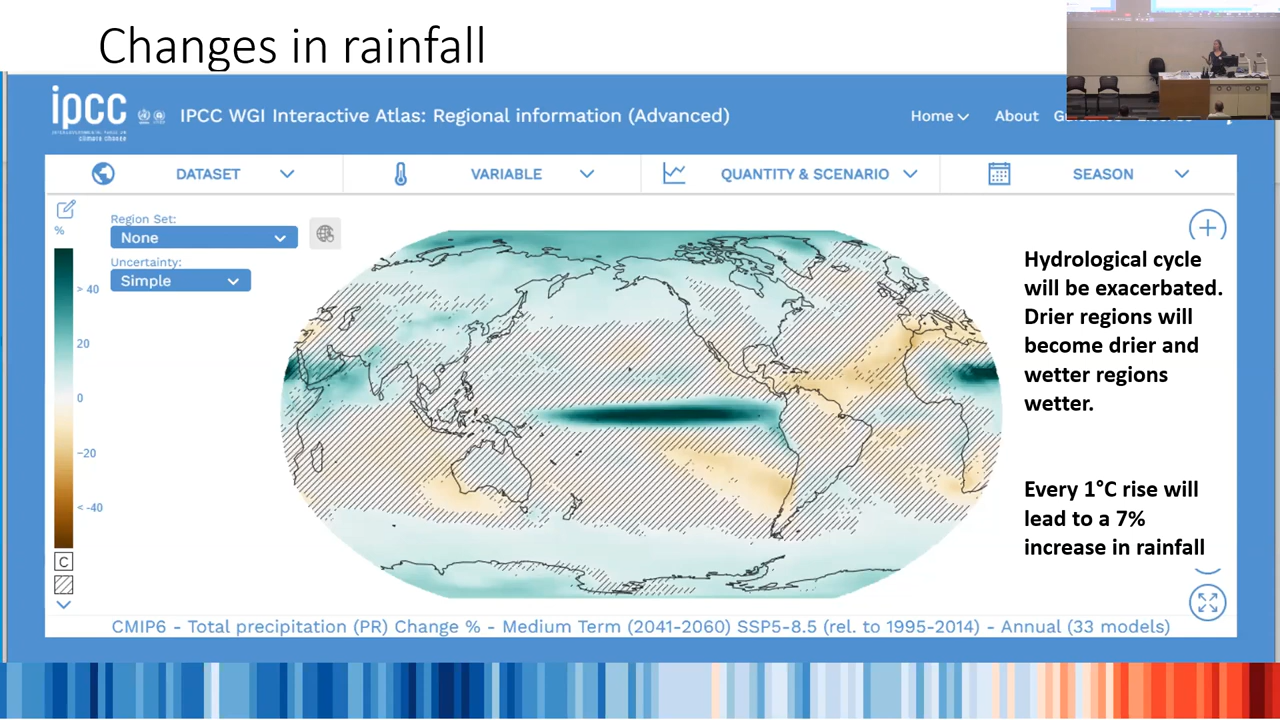 Changes in rainfall
ipcc
climate change
IPCC WGI Interactive Atlas: Regional information (Advanced)
Home
About
DATASET
VARIABLE
QUANTITY & SCENARIO
SEASON
Region Set:
None
Uncertainty:
Simple
%
> 40
20
0
−20
< -40
C
Hydrological cycle
will be exacerbated.
Drier regions will
become drier and
wetter regions
wetter.
Every 1°C rise will
lead to a 7%
increase in rainfall
CMIP6 - Total precipitation (PR) Change % - Medium Term (2041-2060) SSP5-8.5 (rel. to 1995-2014) - Annual (33 models)